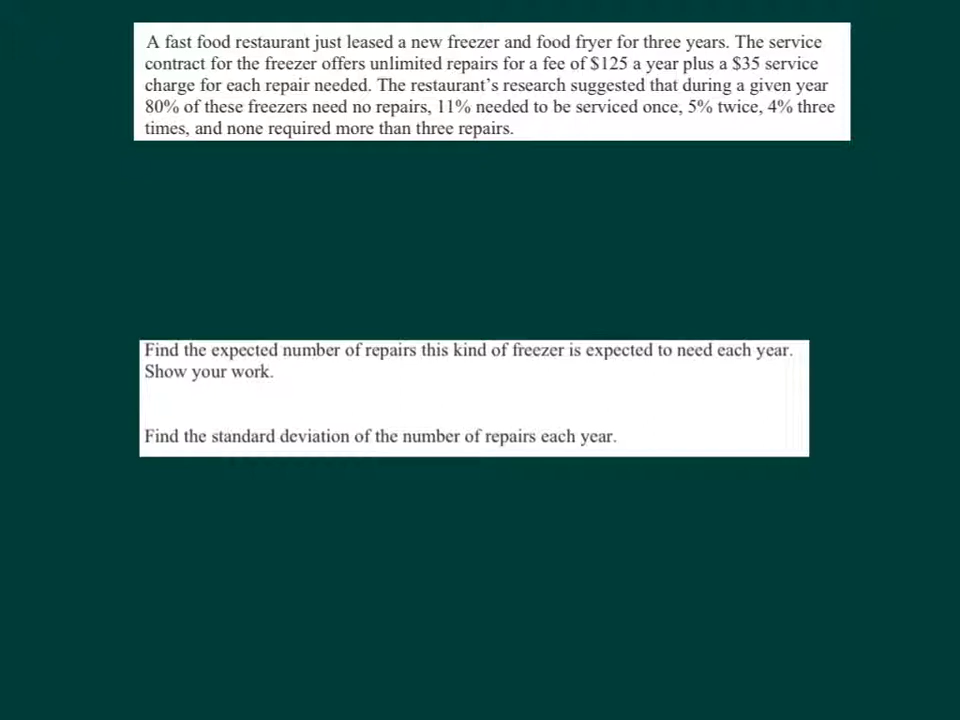 A fast food restaurant just leased a new freezer and food fryer for three years. The service
contract for the freezer offers unlimited repairs for a fee of $125 a year plus a $35 service
charge for each repair needed. The restaurant's research suggested that during a given year
80% of these freezers need no repairs, 11% needed to be serviced once, 5% twice, 4% three
times, and none required more than three repairs.
Find the expected number of repairs this kind of freezer is expected to need each year.
Show your work.
Find the standard deviation of the number of repairs each year.